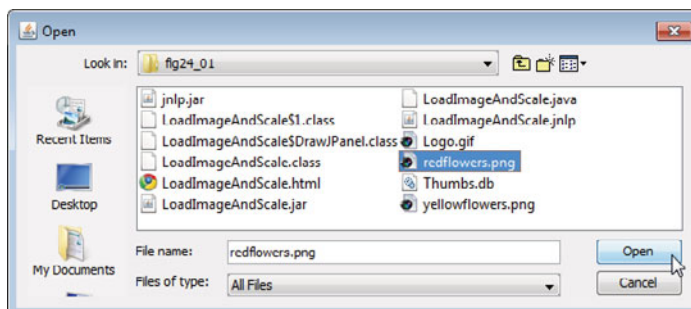 Open
Look in: fig24_01
jnlp.jar
LoadImageAndScale$1.class
LoadImageAndScale$DrawJPanel.class
LoadImageAndScale.class
LoadImageAndScale.html
LoadImageAndScale.jar
LoadImageAndScale.java
LoadImageAndScale.jnlp
Logo.gif
redflowers.png
Thumbs.db
yellowflowers.png
Recent Items
Desktop
My Documents
File name: redflowers.png Open
Files of type: All Files Cancel